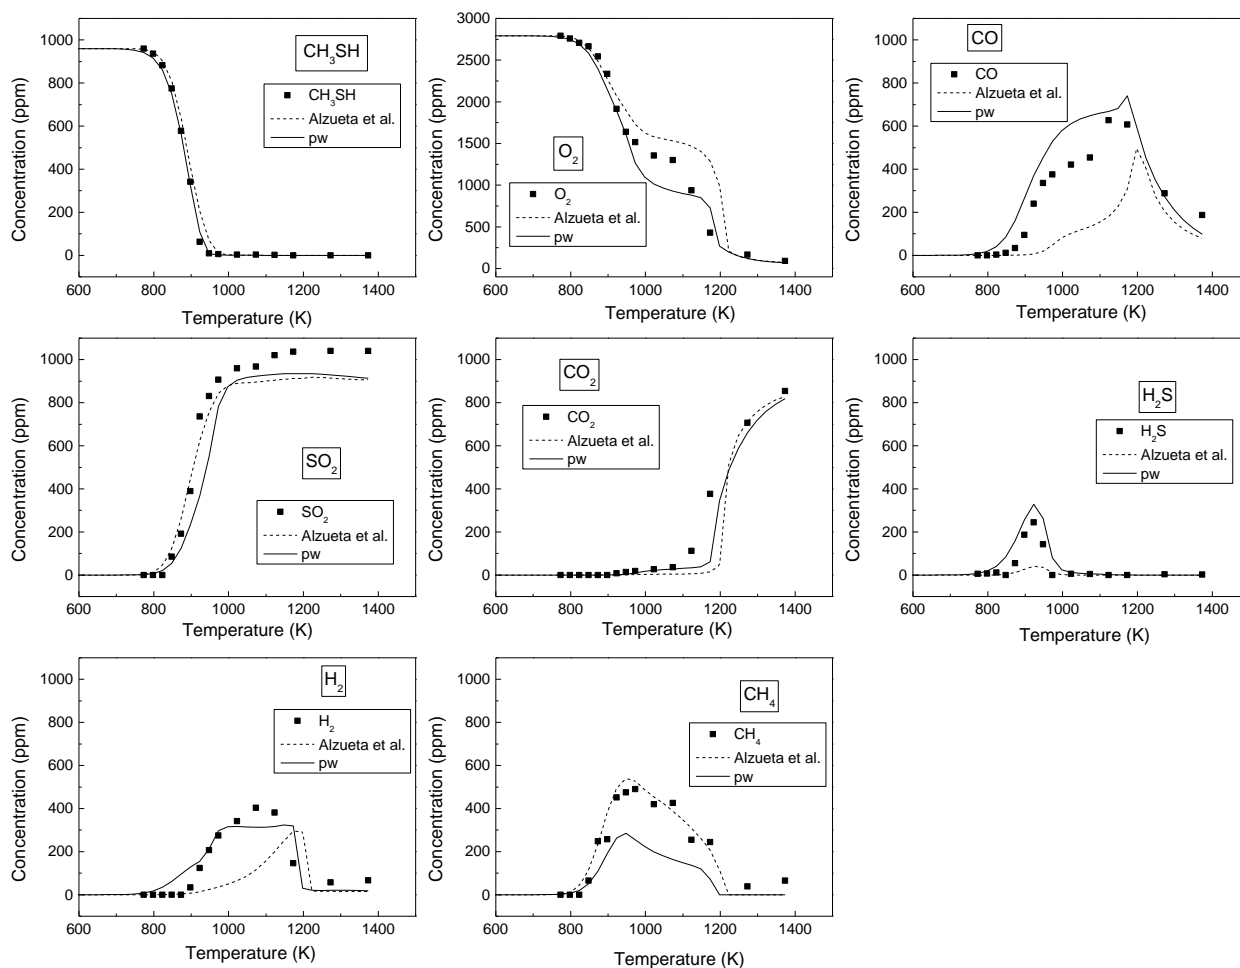 CH₃SH
CH₃SH
Alzueta et al.
pw
Concentration (ppm)
1000
800
600
400
200
0
600 800 1000 1200 1400
Temperature (K)
O₂
O₂
Alzueta et al.
pw
Concentration (ppm)
3000
2500
2000
1500
1000
500
0
600 800 1000 1200 1400
Temperature (K)
CO
CO
Alzueta et al.
pw
Concentration (ppm)
1000
800
600
400
200
0
600 800 1000 1200 1400
Temperature (K)
SO₂
SO₂
Alzueta et al.
pw
Concentration (ppm)
1000
800
600
400
200
0
600 800 1000 1200 1400
Temperature (K)
CO₂
CO₂
Alzueta et al.
pw
Concentration (ppm)
1000
800
600
400
200
0
600 800 1000 1200 1400
Temperature (K)
H₂S
H₂S
Alzueta et al.
pw
Concentration (ppm)
1000
800
600
400
200
0
600 800 1000 1200 1400
Temperature (K)
H₂
H₂
Alzueta et al.
pw
Concentration (ppm)
1000
800
600
400
200
0
600 800 1000 1200 1400
Temperature (K)
CH₄
CH₄
Alzueta et al.
pw
Concentration (ppm)
1000
800
600
400
200
0
600 800 1000 1200 1400
Temperature (K)